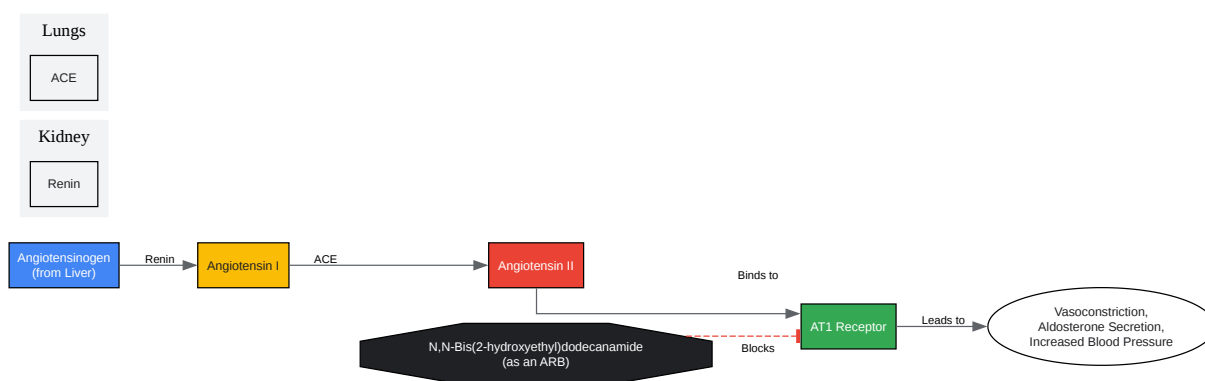 Lungs
ACE
Kidney
Renin
Angiotensinogen
(from Liver)
Renin
Angiotensin I
ACE
Angiotensin II
Binds to
AT1 Receptor
Leads to
Vasoconstriction,
Aldosterone Secretion,
Increased Blood Pressure
N,N-Bis(2-hydroxyethyl)dodecanamide
(as an ARB)
Blocks